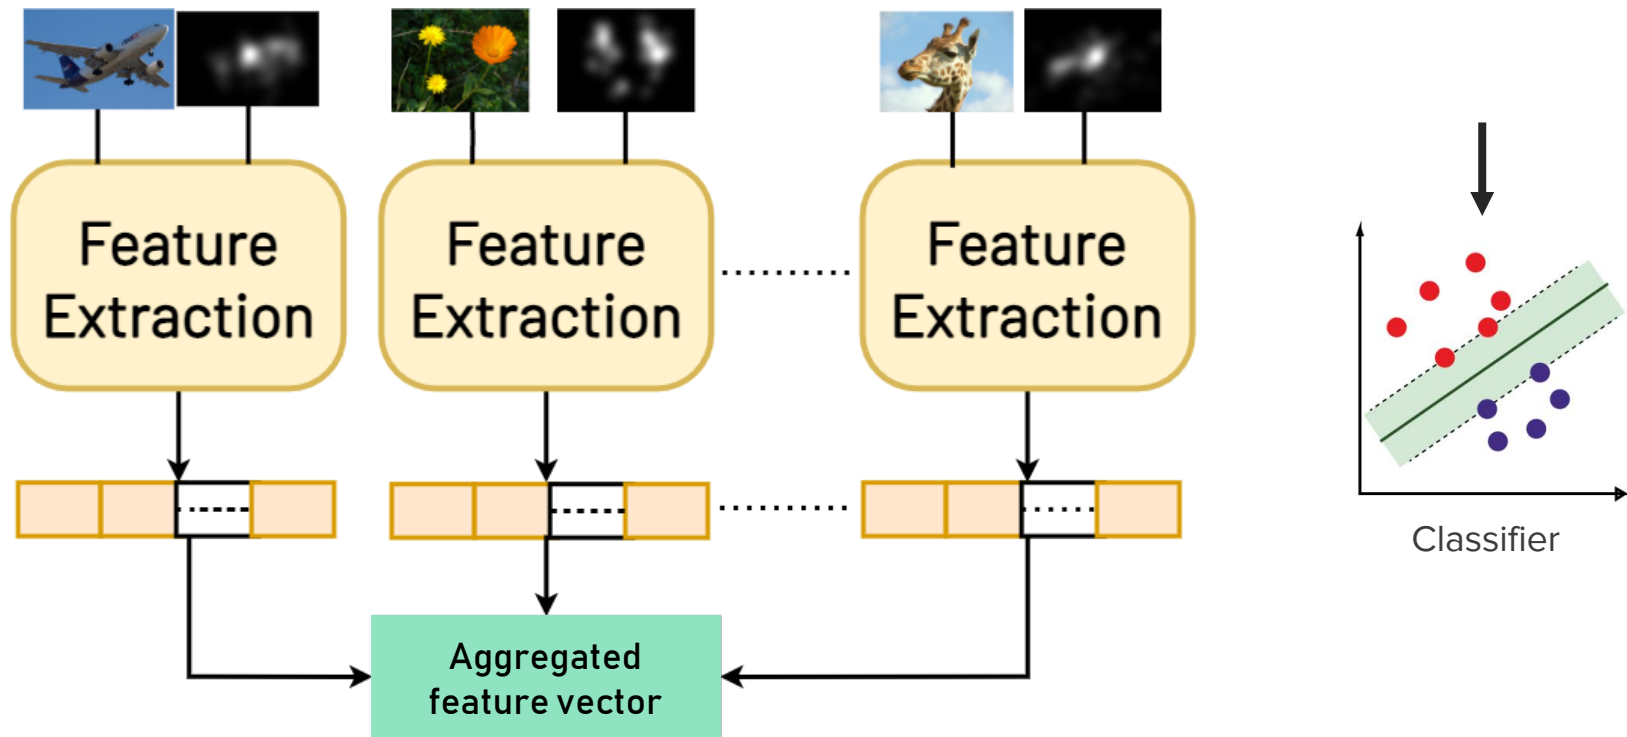 Feature
Extraction
Feature
Extraction
Feature
Extraction
Aggregated
feature vector
Classifier